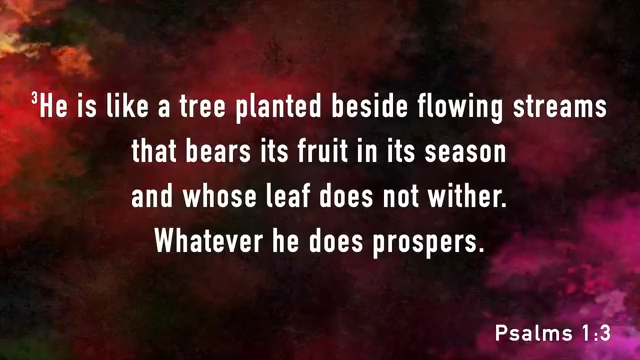 ³He is like a tree planted beside flowing streams
that bears its fruit in its season
and whose leaf does not wither.
Whatever he does prospers.
Psalms 1:3